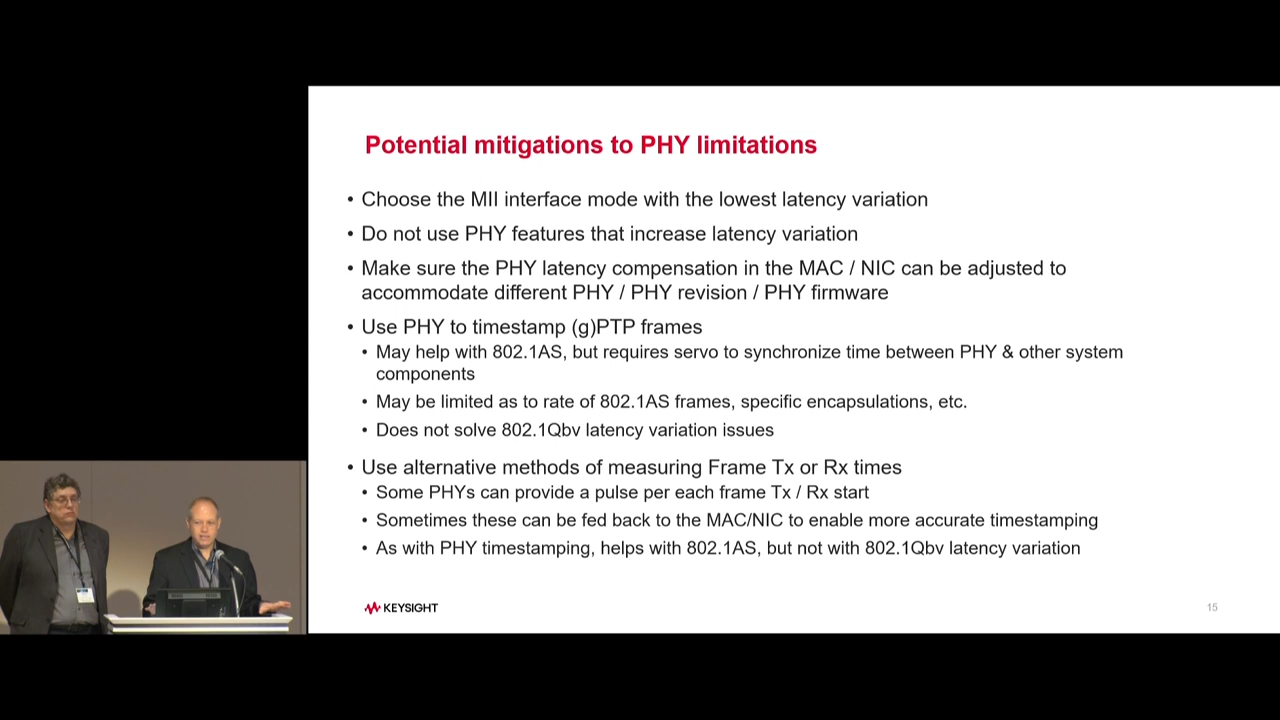 Potential mitigations to PHY limitations
• Choose the MII interface mode with the lowest latency variation
• Do not use PHY features that increase latency variation
• Make sure the PHY latency compensation in the MAC / NIC can be adjusted to
accommodate different PHY / PHY revision / PHY firmware
• Use PHY to timestamp (g)PTP frames
• May help with 802.1AS, but requires servo to synchronize time between PHY & other system
components
• May be limited as to rate of 802.1AS frames, specific encapsulations, etc.
• Does not solve 802.1Qbv latency variation issues
• Use alternative methods of measuring Frame Tx or Rx times
• Some PHYs can provide a pulse per each frame Tx / Rx start
• Sometimes these can be fed back to the MAC/NIC to enable more accurate timestamping
• As with PHY timestamping, helps with 802.1AS, but not with 802.1Qbv latency variation
KEYSIGHT
15